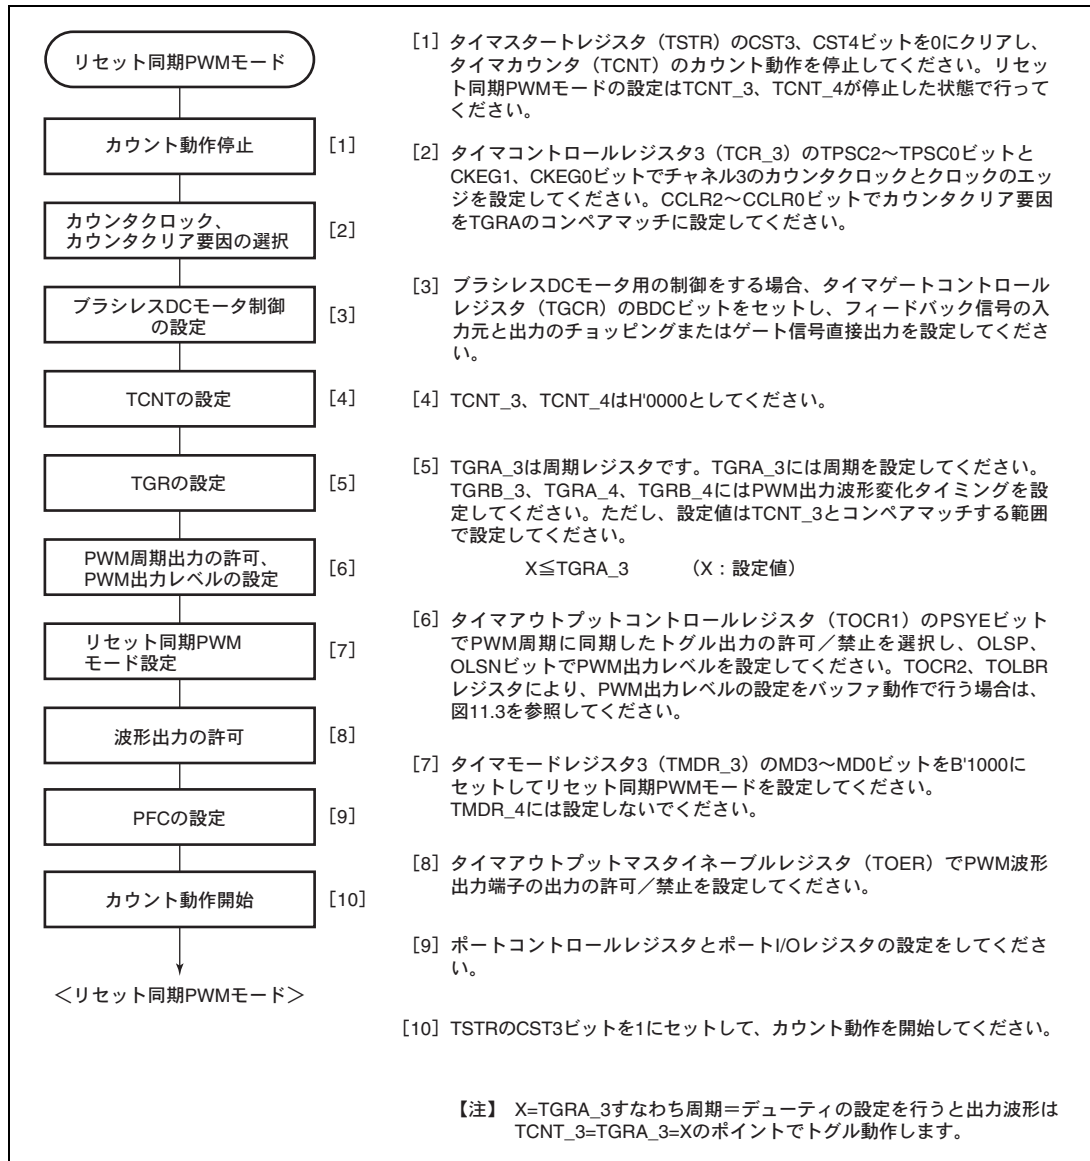 リセット同期PWMモード
カウント動作停止
[1]
カウンタクロック、
カウンタクリア要因の選択
[2]
ブラシレスDCモータ制御
の設定
[3]
TCNTの設定
[4]
TGRの設定
[5]
PWM周期出力の許可、
PWM出力レベルの設定
[6]
リセット同期PWM
モード設定
[7]
波形出力の許可
[8]
PFCの設定
[9]
カウント動作開始
[10]
＜リセット同期PWMモード＞
[1] タイマスタートレジスタ（TSTR）のCST3、CST4ビットを0にクリアし、
タイマカウンタ（TCNT）のカウント動作を停止してください。リセッ
ト同期PWMモードの設定はTCNT_3、TCNT_4が停止した状態で行って
ください。
[2] タイマコントロールレジスタ3（TCR_3）のTPSC2～TPSC0ビットと
CKEG1、CKEG0ビットでチャネル3のカウンタクロックとクロックのエッ
ジを設定してください。CCLR2～CCLR0ビットでカウンタクリア要因
をTGRAのコンペアマッチに設定してください。
[3] ブラシレスDCモータ用の制御をする場合、タイマゲートコントロール
レジスタ（TGCR）のBDCビットをセットし、フィードバック信号の入
力元と出力のチョッピングまたはゲート信号直接出力を設定してくださ
い。
[4] TCNT_3、TCNT_4はH'0000としてください。
[5] TGRA_3は周期レジスタです。TGRA_3には周期を設定してください。
TGRB_3、TGRA_4、TGRB_4にはPWM出力波形変化タイミングを設
定してください。ただし、設定値はTCNT_3とコンペアマッチする範囲
で設定してください。
X≦TGRA_3 （X：設定値）
[6] タイマアウトプットコントロールレジスタ（TOCR1）のPSYEビット
でPWM周期に同期したトグル出力の許可／禁止を選択し、OLSP、
OLSNビットでPWM出力レベルを設定してください。TOCR2、TOLBR
レジスタにより、PWM出力レベルの設定をバッファ動作で行う場合は、
図11.3を参照してください。
[7] タイマモードレジスタ3（TMDR_3）のMD3～MD0ビットをB'1000に
セットしてリセット同期PWMモードを設定してください。
TMDR_4には設定しないでください。
[8] タイマアウトプットマスタイネーブルレジスタ（TOER）でPWM波形
出力端子の出力の許可／禁止を設定してください。
[9] ポートコントロールレジスタとポートI/Oレジスタの設定をしてくださ
い。
[10] TSTRのCST3ビットを1にセットして、カウント動作を開始してください。
【注】 X=TGRA_3すなわち周期＝デューティの設定を行うと出力波形は
TCNT_3=TGRA_3=Xのポイントでトグル動作します。